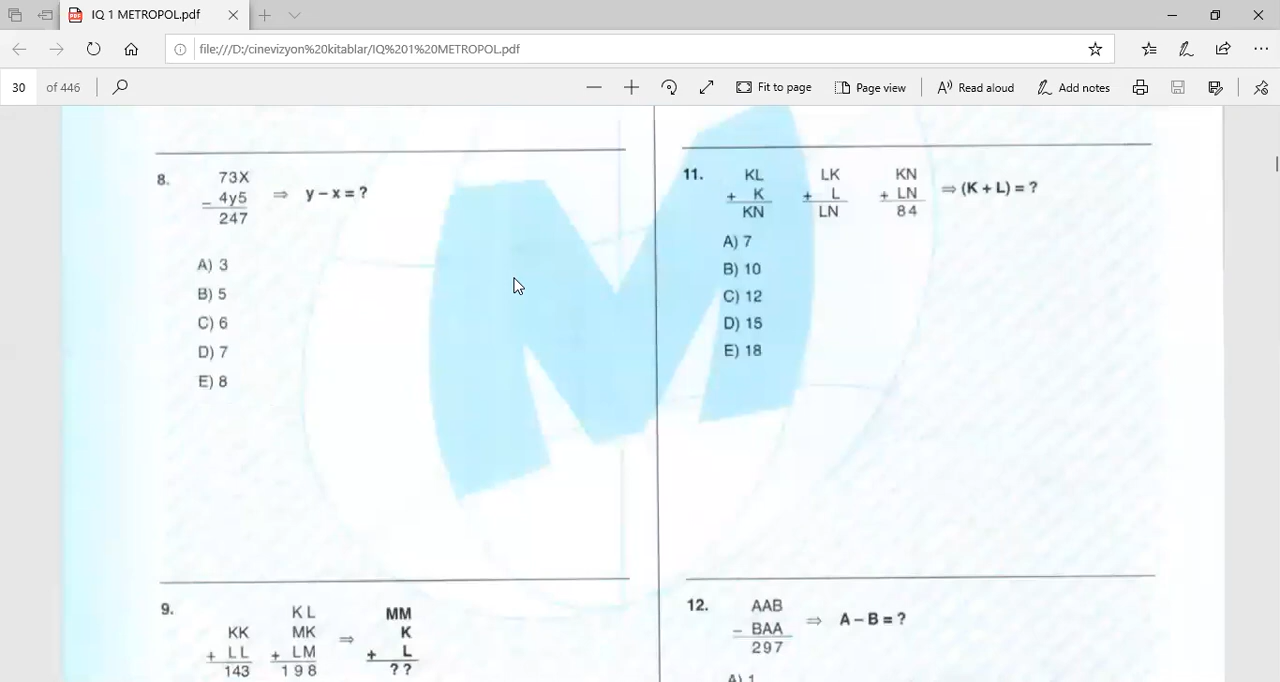 IQ 1 METROPOL.pdf
file:///D:/cinevizyon%20kitablar/IQ%201%20METROPOL.pdf
30 of 446
Fit to page
Page view
Read aloud
Add notes
8.
73X
- 4y5
247
⇒ y – x = ?
A) 3
B) 5
C) 6
D) 7
E) 8
9.
KK
+ LL
143
KL
MK
+ LM
198
⇒
MM
K
+ L
??
11.
KL
+ K
KN
LK
+ L
LN
KN
+ LN
84
⇒ (K + L) = ?
A) 7
B) 10
C) 12
D) 15
E) 18
12.
AAB
- BAA
297
⇒ A – B = ?
A) 1